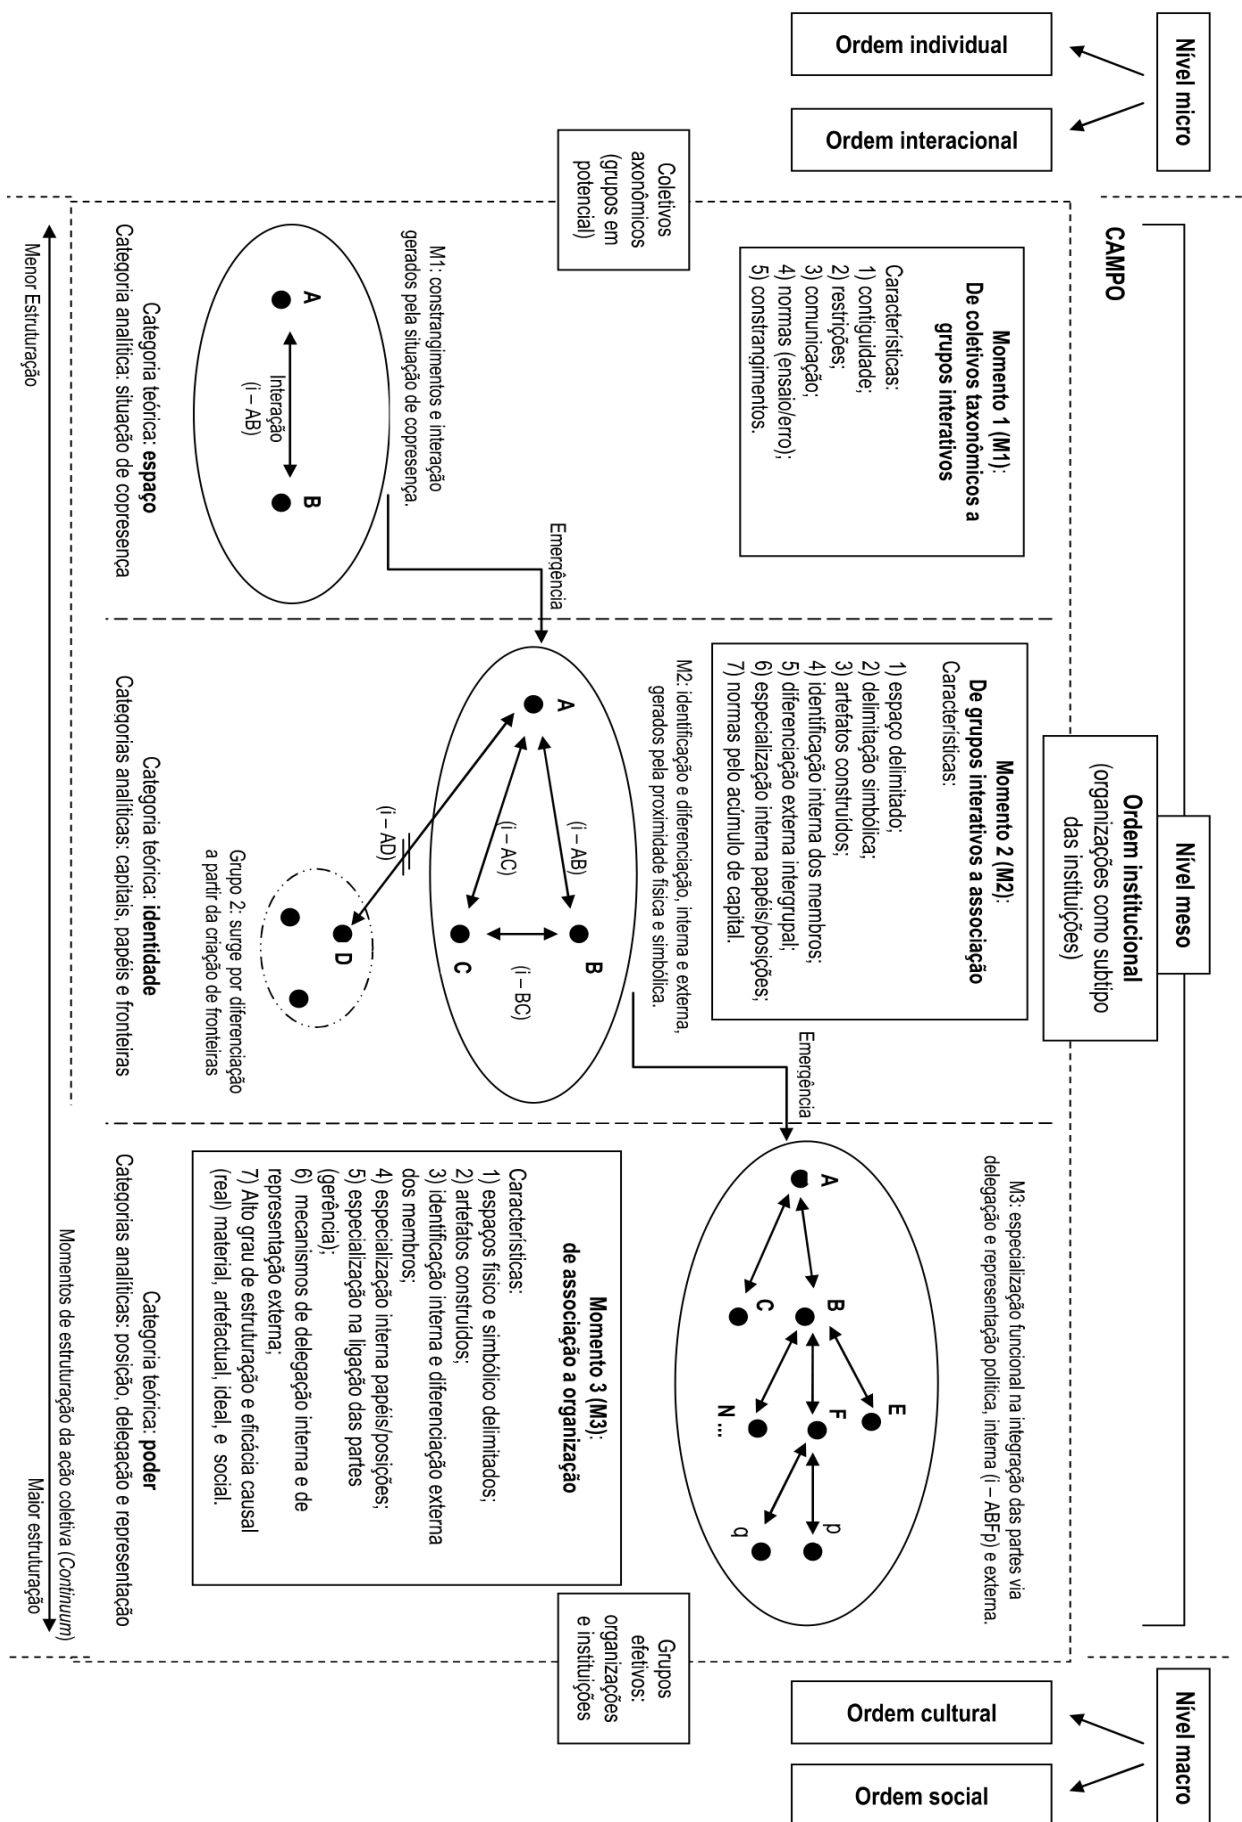 Nível micro
Ordem individual
Ordem interacional
Nível meso
Ordem institucional
(organizações como subtipo
das instituições)
Nível macro
Ordem cultural
Ordem social
CAMPO
Coletivos
axonômicos
(grupos em
potencial)
Momento 1 (M1):
De coletivos taxonômicos a
grupos interativos
Características:
1) contiguidade;
2) restrições;
3) comunicação;
4) normas (ensaio/erro);
5) constrangimentos.
M1: constrangimentos e interação
gerados pela situação de copresença.
A
B
Interação
(i – AB)
Categoria teórica: espaço
Categoria analítica: situação de copresença
Emergência
Momento 2 (M2):
De grupos interativos a associação
Características:
1) espaço delimitado;
2) delimitação simbólica;
3) artefatos construídos;
4) identificação interna dos membros;
5) diferenciação externa intergrupal;
6) especialização interna papéis/posições;
7) normas pelo acúmulo de capital.
M2: identificação e diferenciação, interna e externa,
gerados pela proximidade física e simbólica.
A
B
C
D
(i – AB)
(i – AC)
(i – BC)
(i – AD)
Grupo 2: surge por diferenciação
a partir da criação de fronteiras
Categoria teórica: identidade
Categorias analíticas: capitais, papéis e fronteiras
Emergência
M3: especialização funcional na integração das partes via
delegação e representação política, interna (i – ABFp) e externa.
A
B
C
E
F
N ...
p
q
Momento 3 (M3):
de associação a organização
Características:
1) espaços físico e simbólico delimitados;
2) artefatos construídos;
3) identificação interna e diferenciação externa
dos membros;
4) especialização interna papéis/posições;
5) especialização na ligação das partes
(gerência);
6) mecanismos de delegação interna e de
representação externa;
7) Alto grau de estruturação e eficácia causal
(real) material, artefactual, ideal, e social.
Categoria teórica: poder
Categorias analíticas: posição, delegação e representação
Grupos
efetivos:
organizações
e instituições
Menor Estruturação
Momentos de estruturação da ação coletiva (Continuum)
Maior estruturação